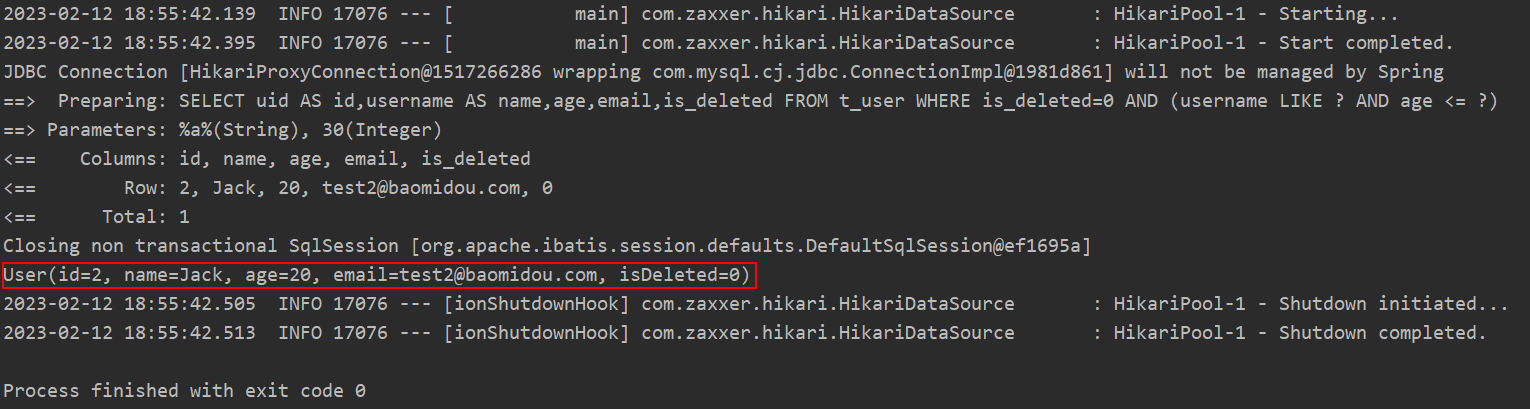 2023-02-12 18:55:42.139  INFO 17076 --- [           main] com.zaxxer.hikari.HikariDataSource       : HikariPool-1 - Starting...
2023-02-12 18:55:42.395  INFO 17076 --- [           main] com.zaxxer.hikari.HikariDataSource       : HikariPool-1 - Start completed.
JDBC Connection [HikariProxyConnection@1517266286 wrapping com.mysql.cj.jdbc.ConnectionImpl@1981d861] will not be managed by Spring
==>  Preparing: SELECT uid AS id,username AS name,age,email,is_deleted FROM t_user WHERE is_deleted=0 AND (username LIKE ? AND age <= ?)
==> Parameters: %a%(String), 30(Integer)
<==    Columns: id, name, age, email, is_deleted
<==        Row: 2, Jack, 20, test2@baomidou.com, 0
<==      Total: 1
Closing non transactional SqlSession [org.apache.ibatis.session.defaults.DefaultSqlSession@ef1695a]
User(id=2, name=Jack, age=20, email=test2@baomidou.com, isDeleted=0)
2023-02-12 18:55:42.505  INFO 17076 --- [ionShutdownHook] com.zaxxer.hikari.HikariDataSource       : HikariPool-1 - Shutdown initiated...
2023-02-12 18:55:42.513  INFO 17076 --- [ionShutdownHook] com.zaxxer.hikari.HikariDataSource       : HikariPool-1 - Shutdown completed.
Process finished with exit code 0